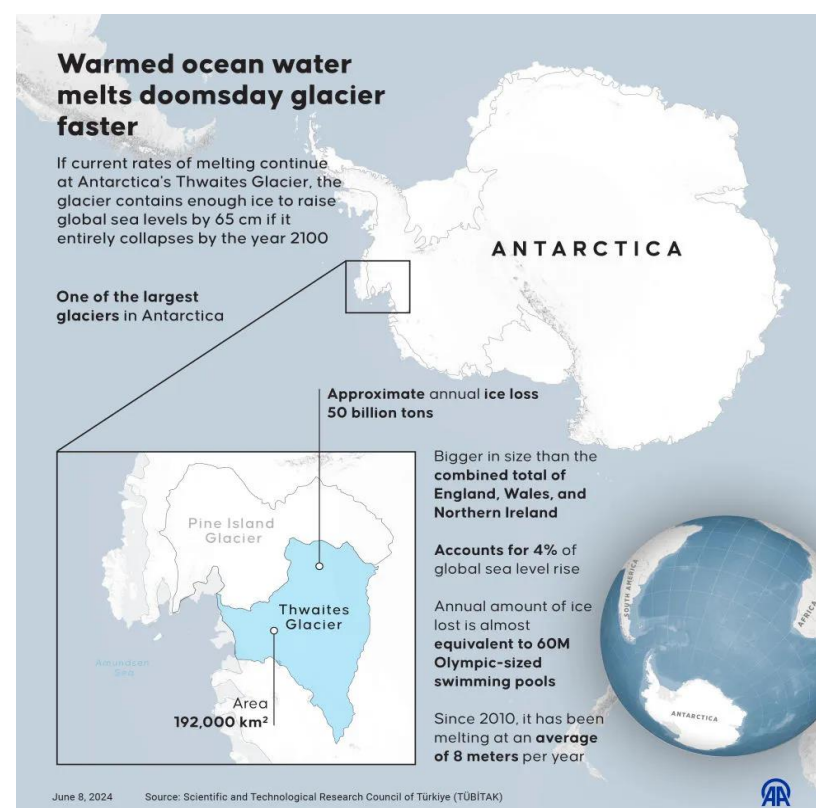 Warmed ocean water
melts doomsday glacier
faster
If current rates of melting continue
at Antarctica's Thwaites Glacier, the
glacier contains enough ice to raise
global sea levels by 65 cm if it
entirely collapses by the year 2100
ANTARCTICA
One of the largest
glaciers in Antarctica
Approximate annual ice loss
50 billion tons
Pine Island
Glacier
Thwaites
Glacier
Amundsen
Sea
Area
192,000 km²
Bigger in size than the
combined total of
England, Wales, and
Northern Ireland
Accounts for 4% of
global sea level rise
Annual amount of ice
lost is almost
equivalent to 60M
Olympic-sized
swimming pools
Since 2010, it has been
melting at an average
of 8 meters per year
SOUTH AMERICA
AFRICA
ANTARCTICA
June 8, 2024 Source: Scientific and Technological Research Council of Türkiye (TÜBİTAK)
AA